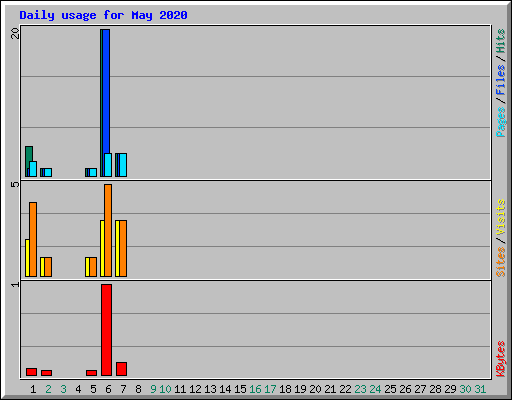 Daily usage for May 2020
20
5
1
Pages / Files / Hits
Sites / Visits
KBytes
1 2 3 4 5 6 7 8 9 10 11 12 13 14 15 16 17 18 19 20 21 22 23 24 25 26 27 28 29 30 31